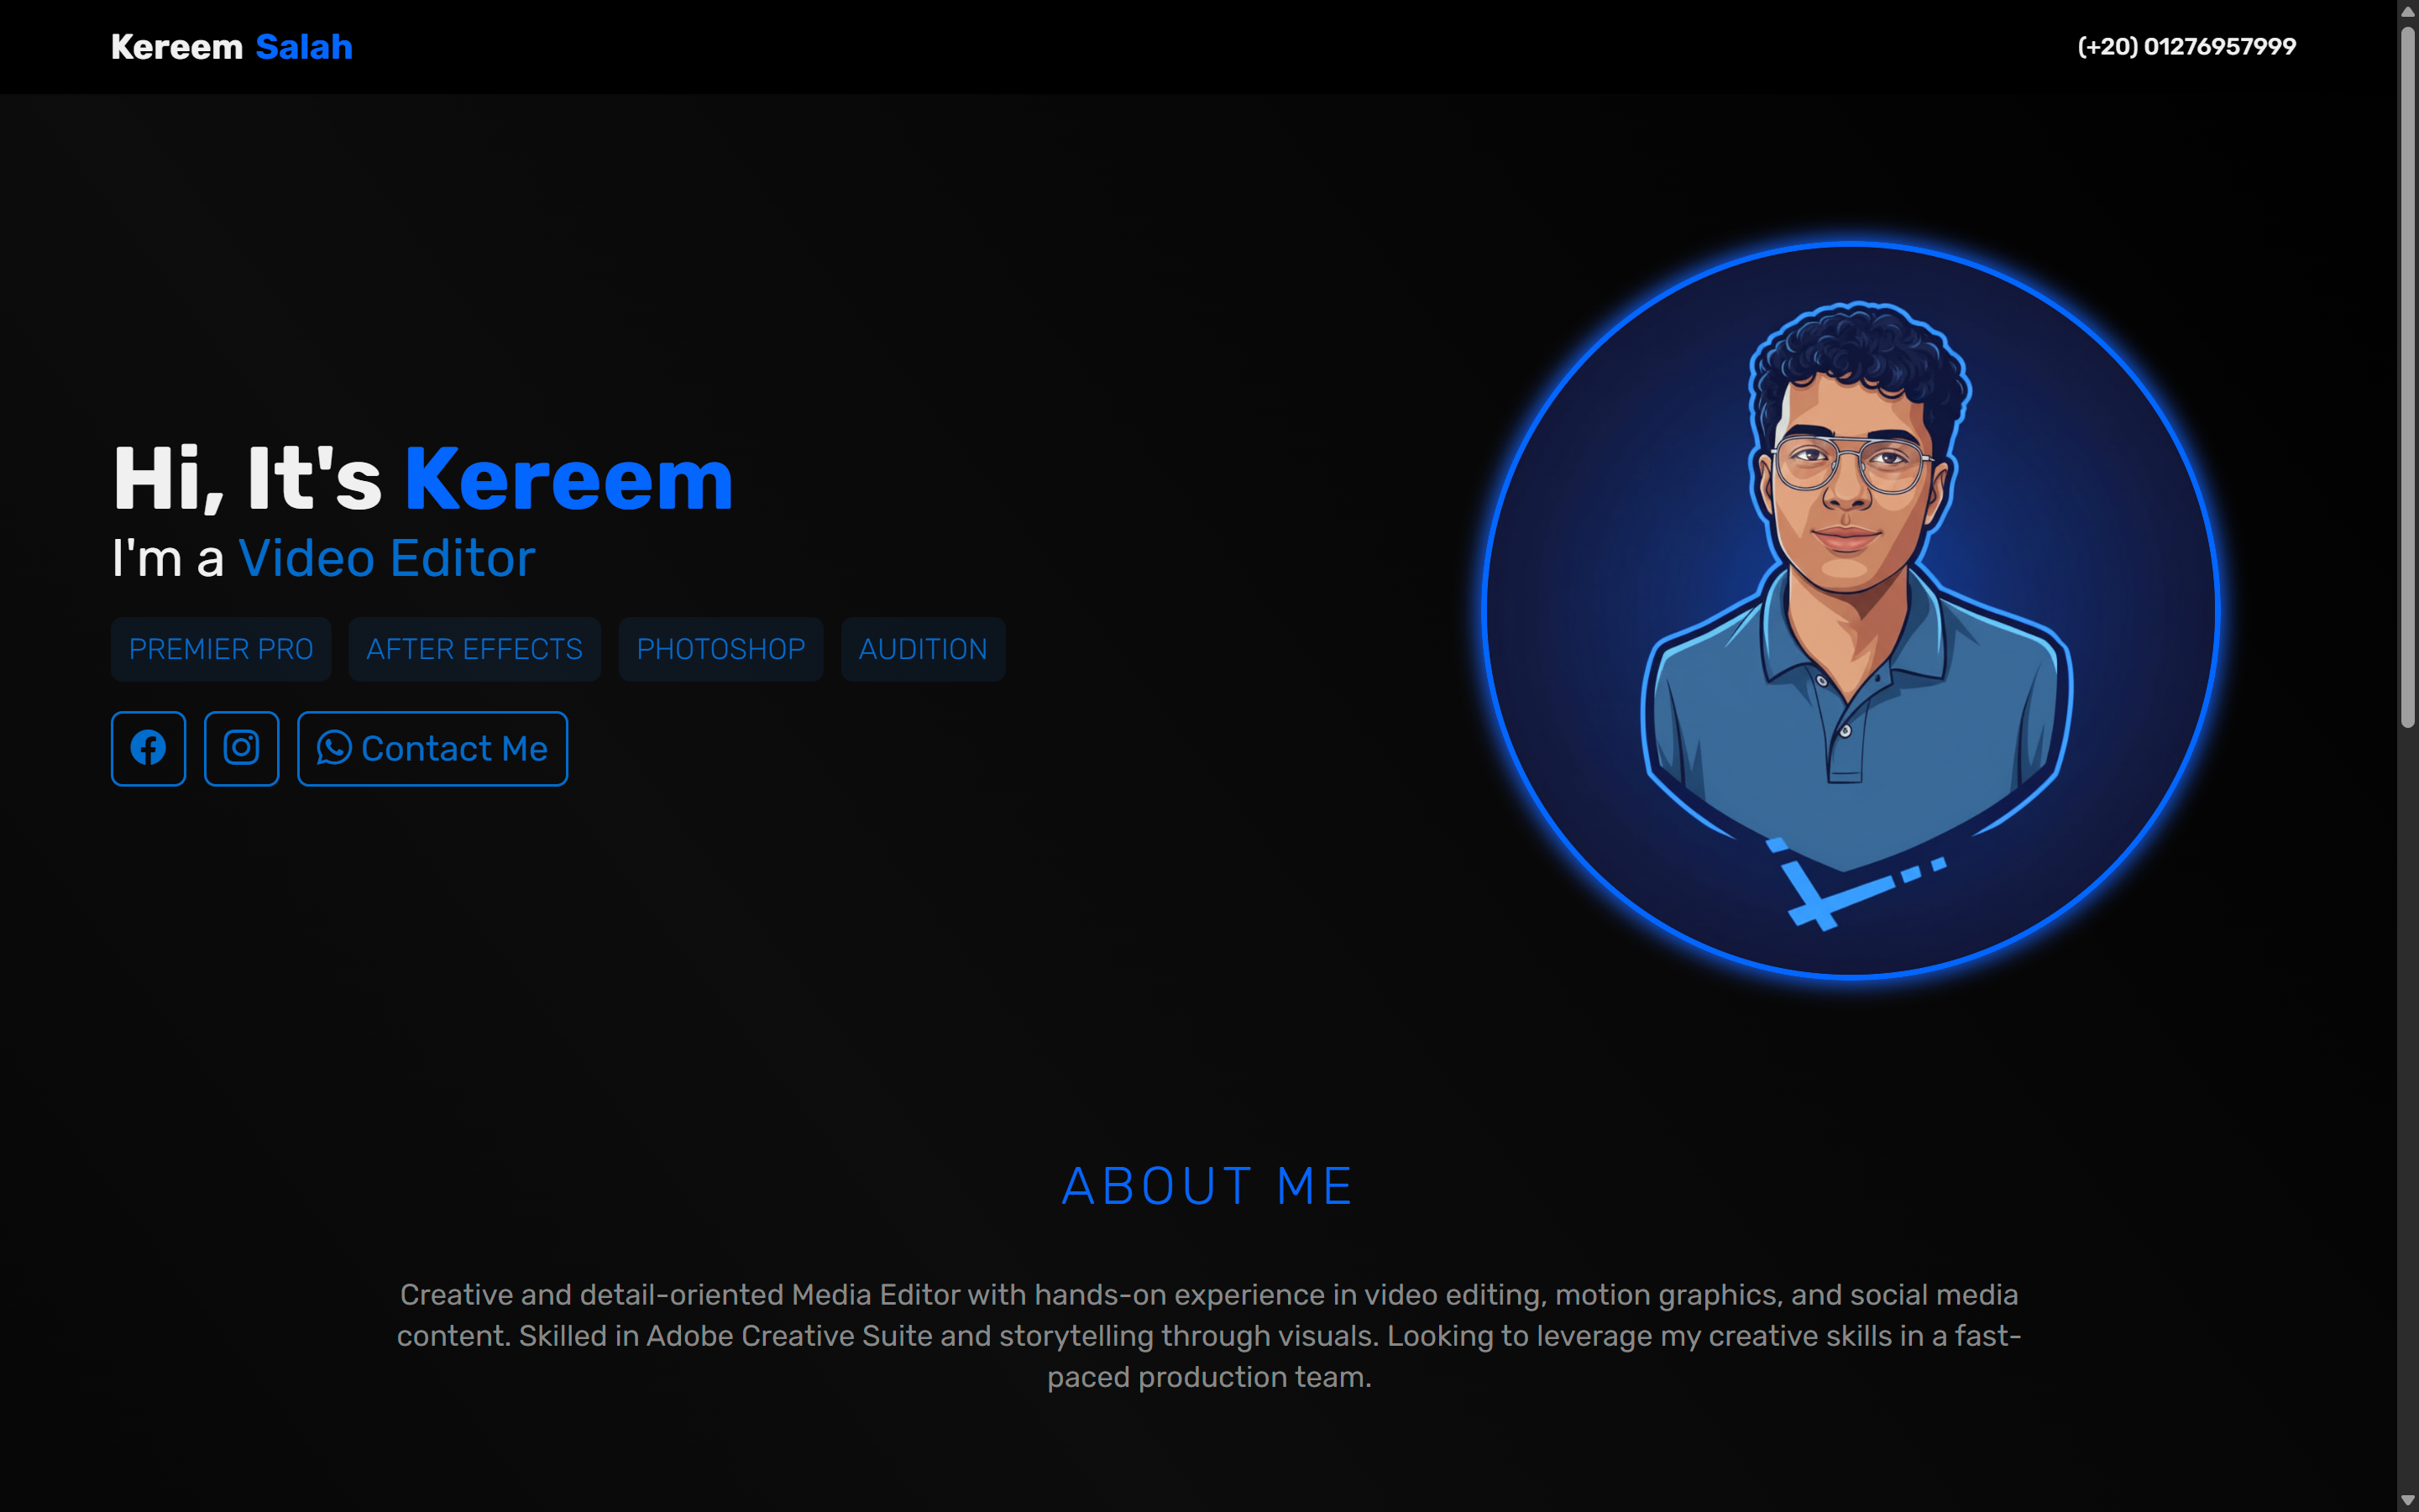 Kereem Salah
(+20) 01276957999
Hi, It's Kereem
I'm a Video Editor
PREMIER PRO AFTER EFFECTS PHOTOSHOP AUDITION
Contact Me
ABOUT ME
Creative and detail-oriented Media Editor with hands-on experience in video editing, motion graphics, and social media
content. Skilled in Adobe Creative Suite and storytelling through visuals. Looking to leverage my creative skills in a fast-
paced production team.